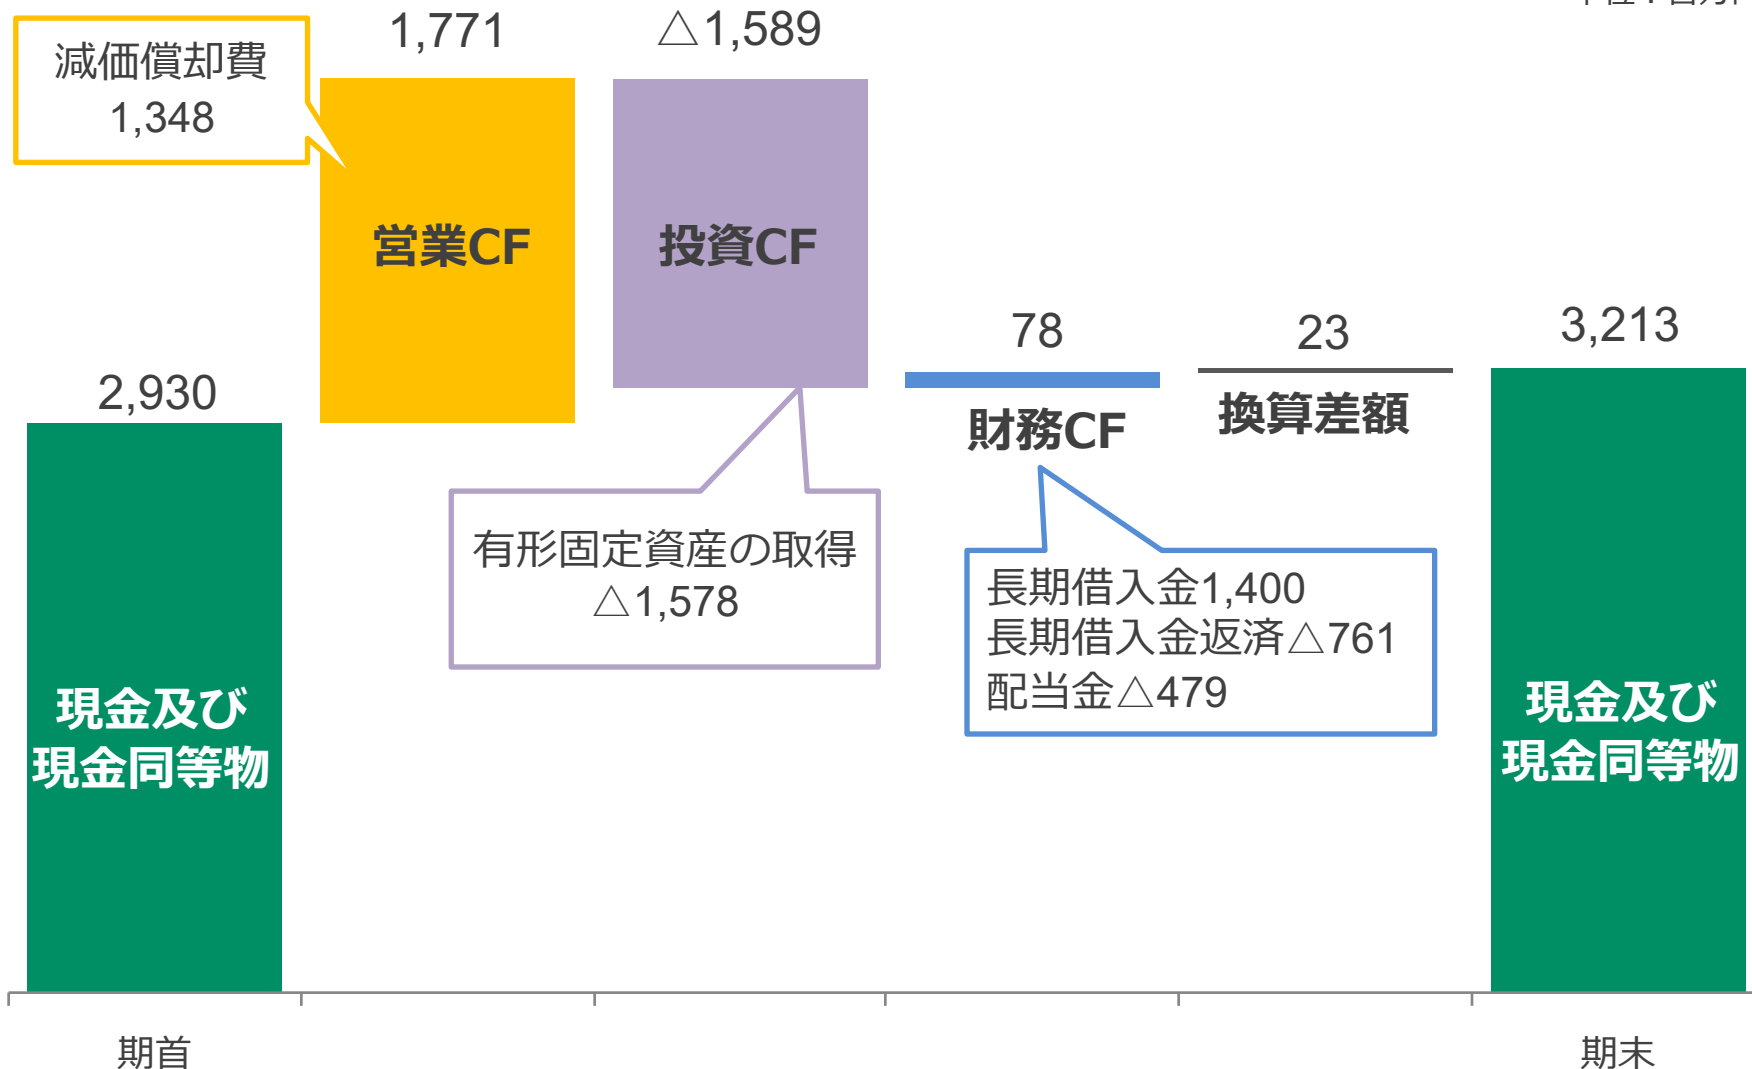 減価償却費
1,348
1,771
△1,589
営業CF
投資CF
2,930
78
23
3,213
財務CF
換算差額
有形固定資産の取得
△1,578
長期借入金1,400
長期借入金返済△761
配当金△479
現金及び
現金同等物
現金及び
現金同等物
期首
期末